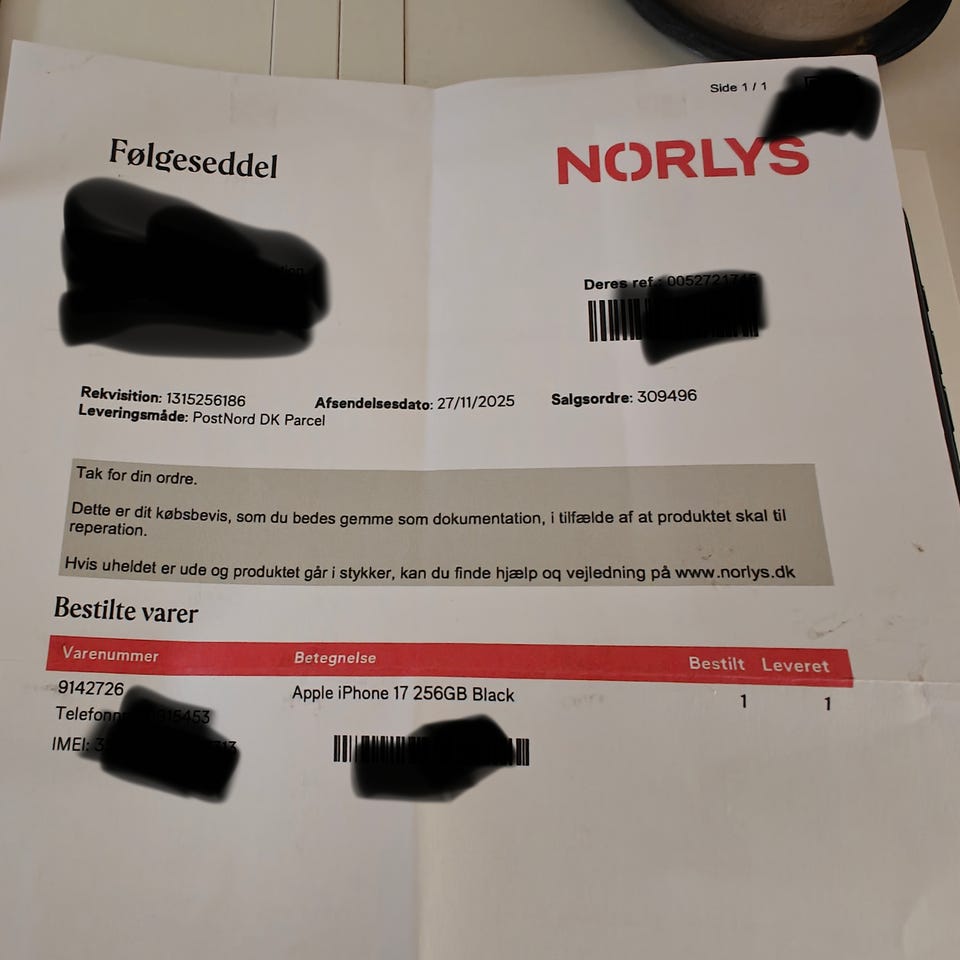 Side 1 / 1
Følgeseddel
NORLYS
Deres ref.:
Rekvisition: 1315256186
Afsendelsesdato: 27/11/2025
Salgsordre: 309496
Leveringsmåde: PostNord DK Parcel
Tak for din ordre.
Dette er dit købsbevis, som du bedes gemme som dokumentation, i tilfælde af at produktet skal til
reperation.
Hvis uheldet er ude og produktet går i stykker, kan du finde hjælp og vejledning på www.norlys.dk
Bestilte varer
Varenummer Betegnelse Bestilt Leveret
9142726 Apple iPhone 17 256GB Black 1 1
IMEI: